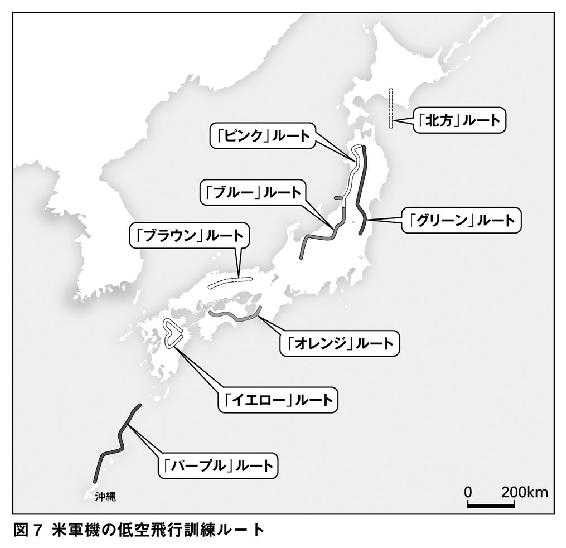 「北方」ルート
「ピンク」ルート
「ブルー」ルート
「グリーン」ルート
「ブラウン」ルート
「オレンジ」ルート
「イエロー」ルート
「パープル」ルート
沖縄
0 200km
図7 米軍機の低空飛行訓練ルート